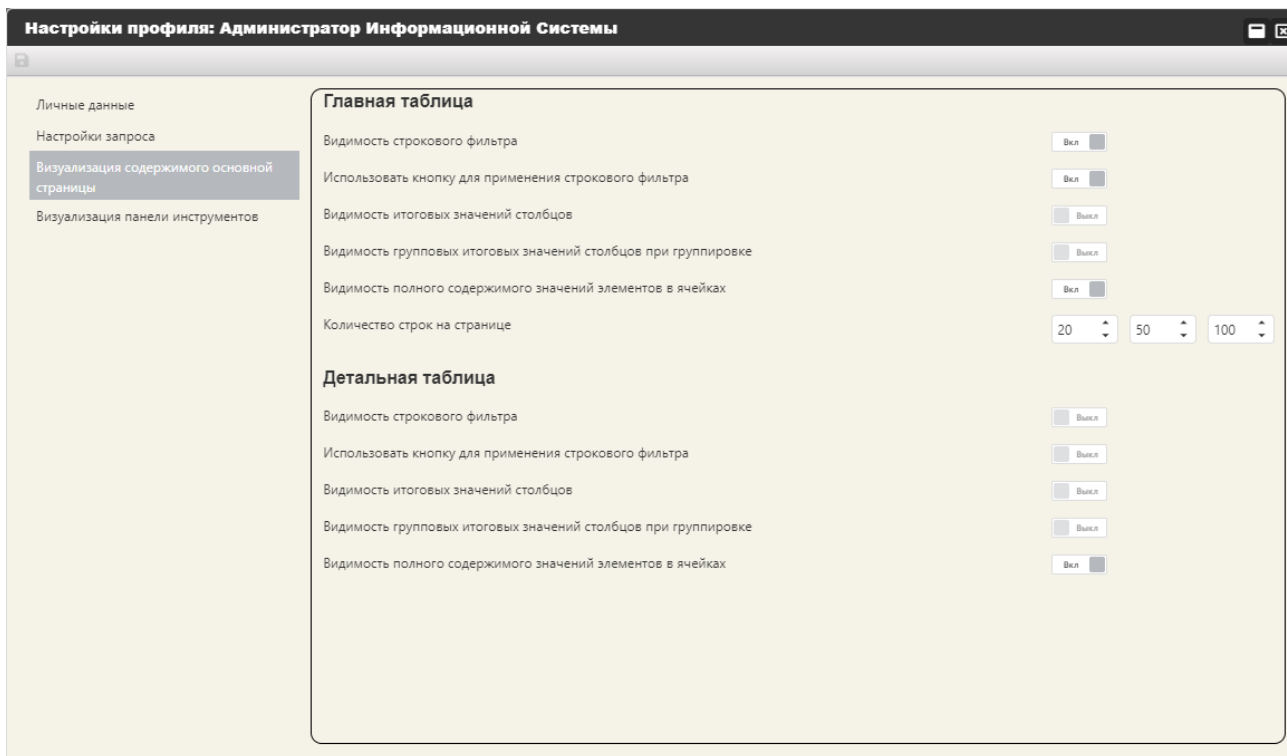 Настройки профиля: Администратор Информационной Системы
Личные данные
Настройки запроса
Визуализация содержимого основной
страницы
Визуализация панели инструментов
Главная таблица
Видимость строкового фильтра Вкл
Использовать кнопку для применения строкового фильтра Вкл
Видимость итоговых значений столбцов Выкл
Видимость групповых итоговых значений столбцов при группировке Выкл
Видимость полного содержимого значений элементов в ячейках Вкл
Количество строк на странице 20 50 100
Детальная таблица
Видимость строкового фильтра Выкл
Использовать кнопку для применения строкового фильтра Выкл
Видимость итоговых значений столбцов Выкл
Видимость групповых итоговых значений столбцов при группировке Выкл
Видимость полного содержимого значений элементов в ячейках Вкл